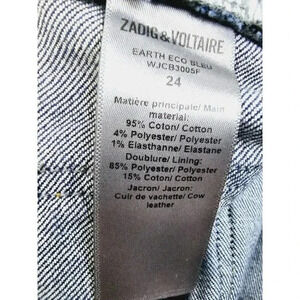 ZADIG&VOLTAIRE
EARTH ECO BLEU
WJCB3005F
24
Matière principale/ Main
material:
95% Coton/ Cotton
4% Polyester/ Polyester
1% Elasthanne/ Elastane
Doublure/ Lining:
85% Polyester/ Polyester
15% Coton/ Cotton
Jacron/ Jacron:
Cuir de vachette/ Cow
leather